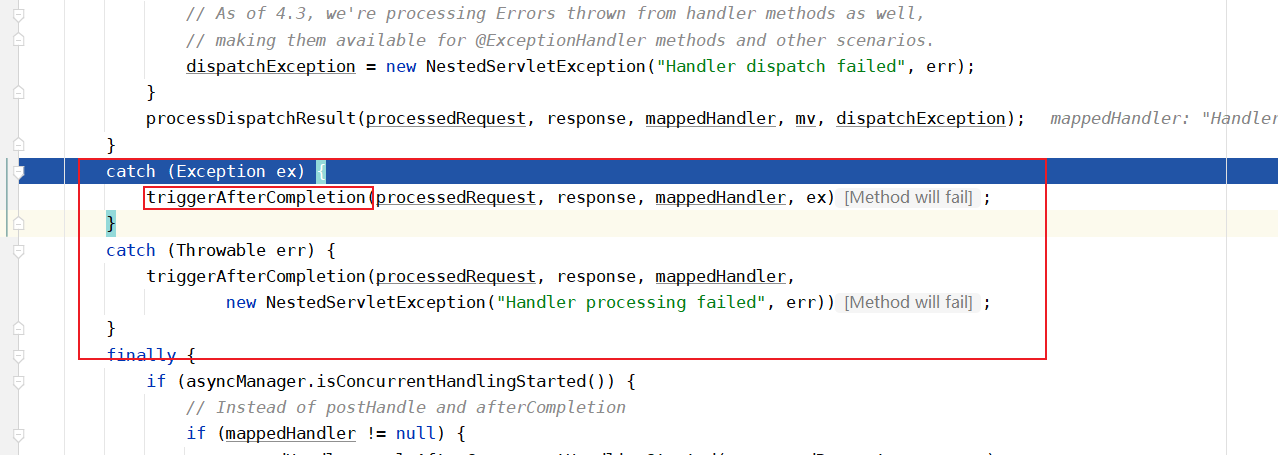 // As of 4.3, we're processing Errors thrown from handler methods as well,
// making them available for @ExceptionHandler methods and other scenarios.
dispatchException = new NestedServletException("Handler dispatch failed", err);
}
processDispatchResult(processedRequest, response, mappedHandler, mv, dispatchException); mappedHandler: "Handler
}
catch (Exception ex) {
triggerAfterCompletion(processedRequest, response, mappedHandler, ex) [Method will fail] ;
}
catch (Throwable err) {
triggerAfterCompletion(processedRequest, response, mappedHandler,
new NestedServletException("Handler processing failed", err)) [Method will fail] ;
}
finally {
if (asyncManager.isConcurrentHandlingStarted()) {
// Instead of postHandle and afterCompletion
if (mappedHandler != null) {